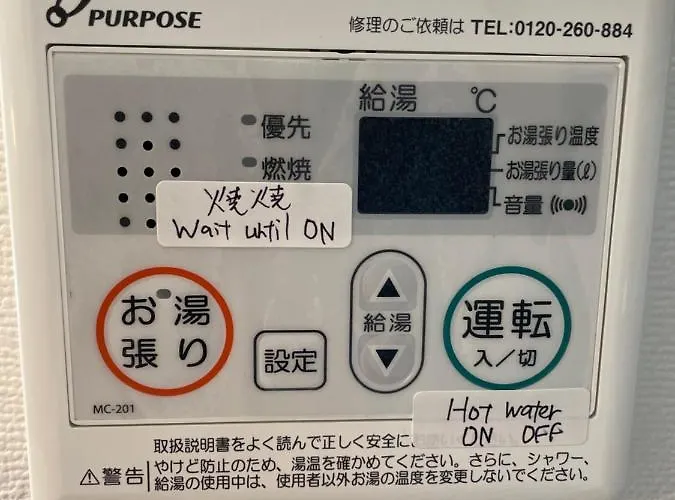 PURPOSE
修理のご依頼は TEL:0120-260-884
給湯 ℃
優先
燃焼
お湯張り温度
お湯張り量(ℓ)
音量
焼焼
Wait until ON
お湯
張り
設定
給湯
運転
入/切
MC-201
Hot water
ON OFF
取扱説明書をよく読んで正しく安全に
警告
やけど防止のため、湯温を確かめてください。さらに、シャワー、
給湯の使用中は、使用者以外お湯の温度を変更しないでください。